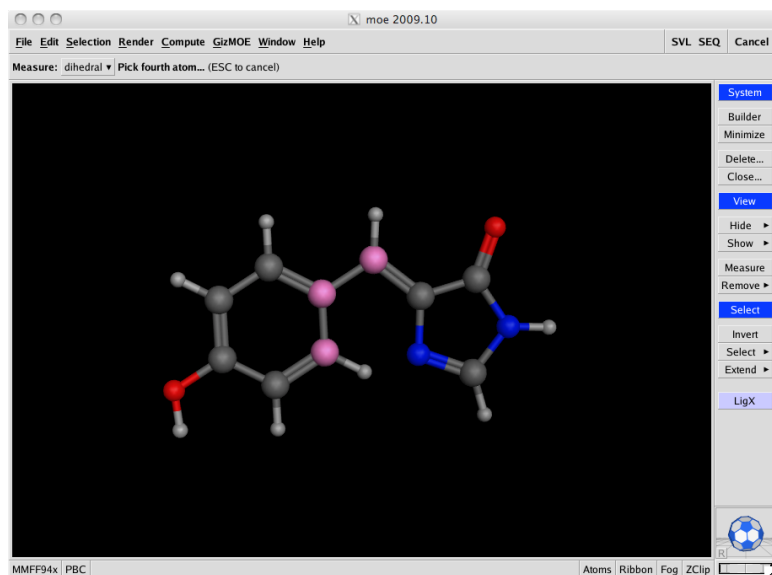 moe 2009.10
File Edit Selection Render Compute GizMOE Window Help SVL SEQ Cancel
Measure: dihedral Pick fourth atom... (ESC to cancel)
System
Builder
Minimize
Delete...
Close...
View
Hide
Show
Measure
Remove
Select
Invert
Select
Extend
LigX
R
MMFF94x PBC Atoms Ribbon Fog ZClip